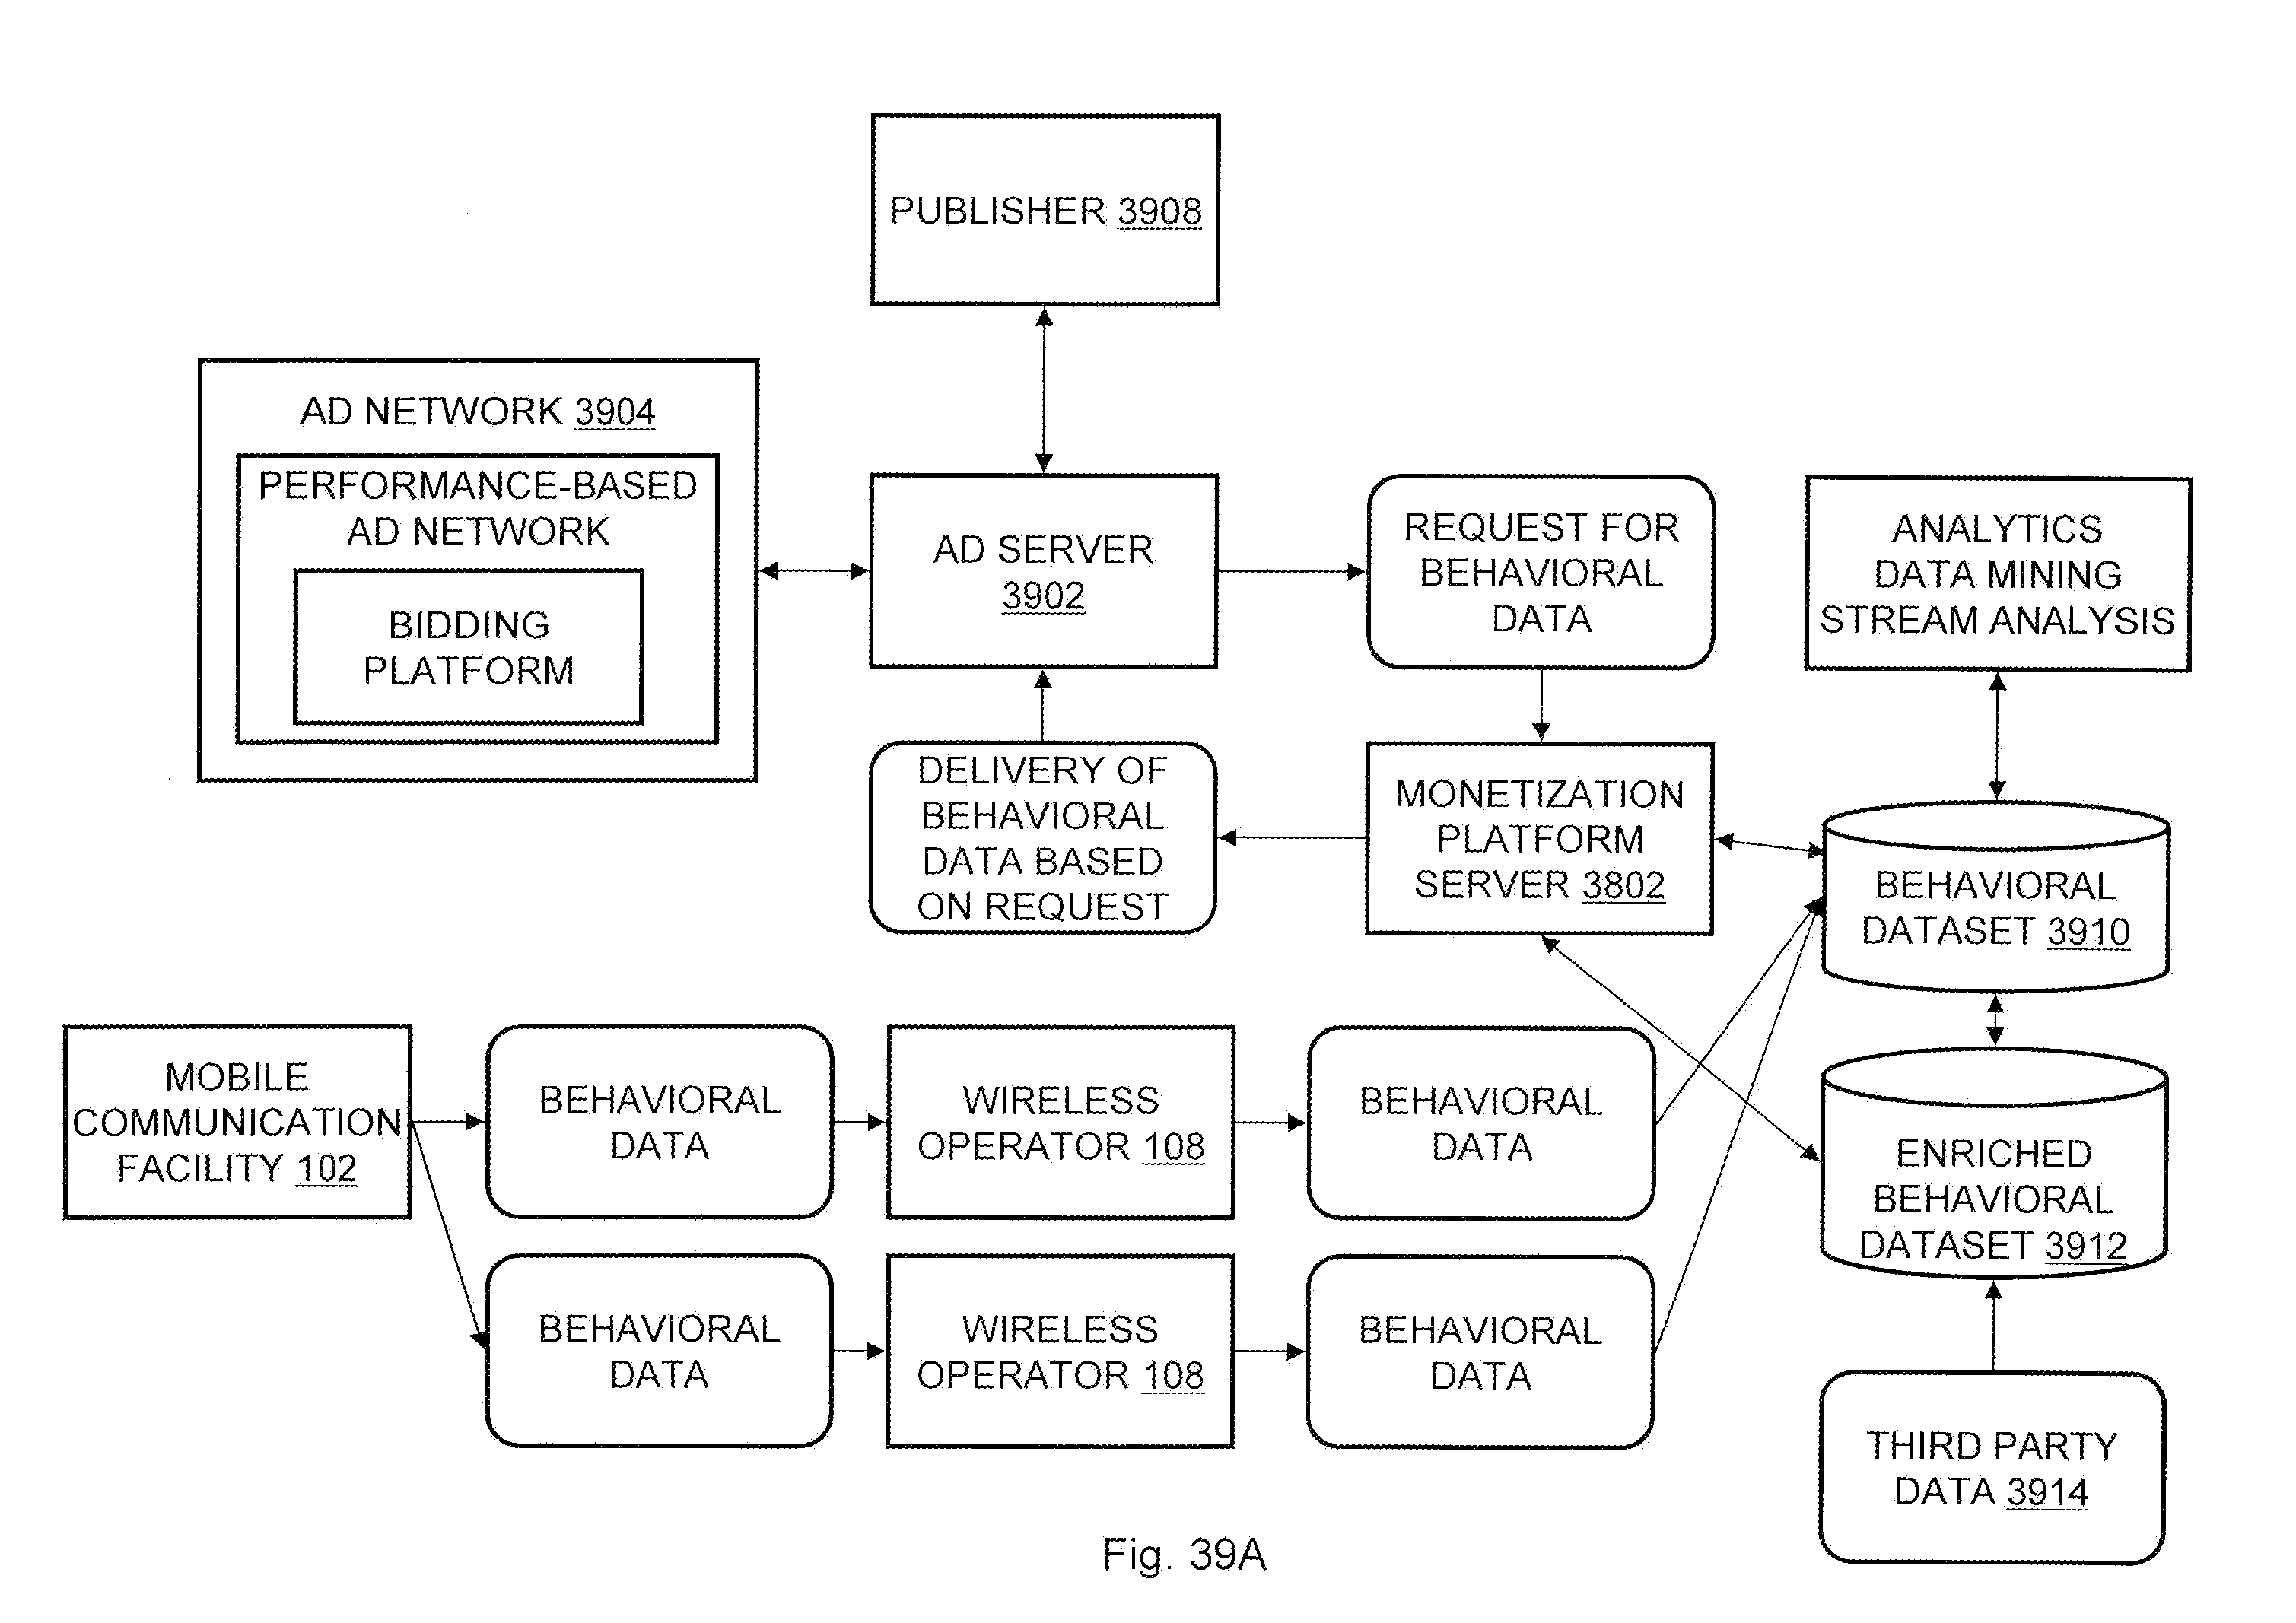 PUBLISHER 3908
AD NETWORK 3904
PERFORMANCE-BASED
AD NETWORK
BIDDING
PLATFORM
AD SERVER
3902
REQUEST FOR
BEHAVIORAL
DATA
ANALYTICS
DATA MINING
STREAM ANALYSIS
DELIVERY OF
BEHAVIORAL
DATA BASED
ON REQUEST
MONETIZATION
PLATFORM
SERVER 3802
BEHAVIORAL
DATASET 3910
MOBILE
COMMUNICATION
FACILITY 102
BEHAVIORAL
DATA
WIRELESS
OPERATOR 108
BEHAVIORAL
DATA
ENRICHED
BEHAVIORAL
DATASET 3912
BEHAVIORAL
DATA
WIRELESS
OPERATOR 108
BEHAVIORAL
DATA
THIRD PARTY
DATA 3914
Fig. 39A